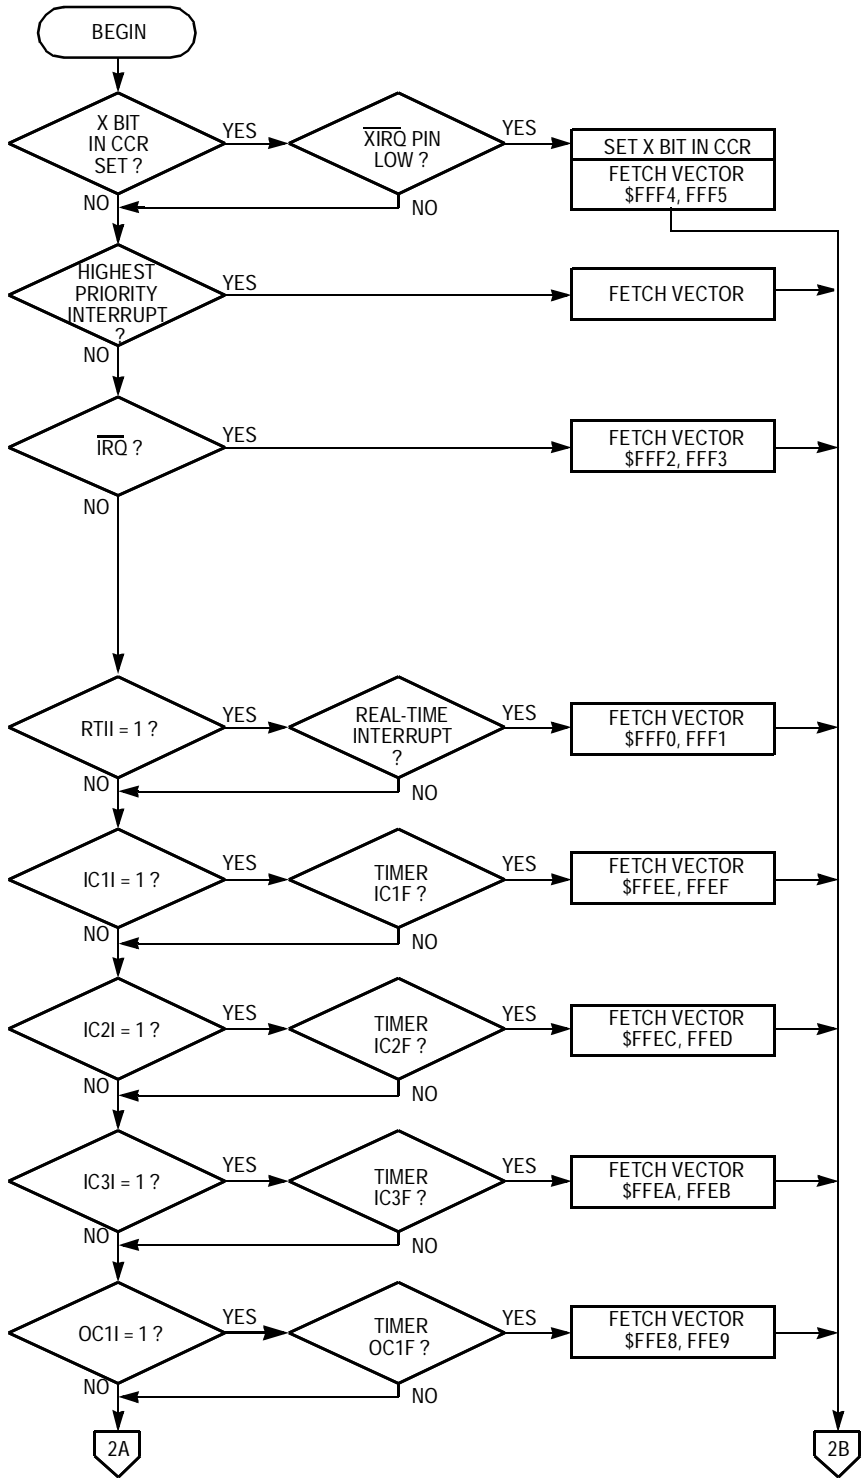 BEGIN
X BIT
IN CCR
SET ?
YES
XIRQ PIN
LOW ?
YES
SET X BIT IN CCR
FETCH VECTOR
$FFF4, FFF5
NO
NO
HIGHEST
PRIORITY
INTERRUPT
?
YES
FETCH VECTOR
NO
IRQ ?
YES
FETCH VECTOR
$FFF2, FFF3
NO
RTII = 1 ?
YES
REAL-TIME
INTERRUPT
?
YES
FETCH VECTOR
$FFF0, FFF1
NO
NO
IC1I = 1 ?
YES
TIMER
IC1F ?
YES
FETCH VECTOR
$FFEE, FFEF
NO
NO
IC2I = 1 ?
YES
TIMER
IC2F ?
YES
FETCH VECTOR
$FFEC, FFED
NO
NO
IC3I = 1 ?
YES
TIMER
IC3F ?
YES
FETCH VECTOR
$FFEA, FFEB
NO
NO
OC1I = 1 ?
YES
TIMER
OC1F ?
YES
FETCH VECTOR
$FFE8, FFE9
NO
NO
2A
2B